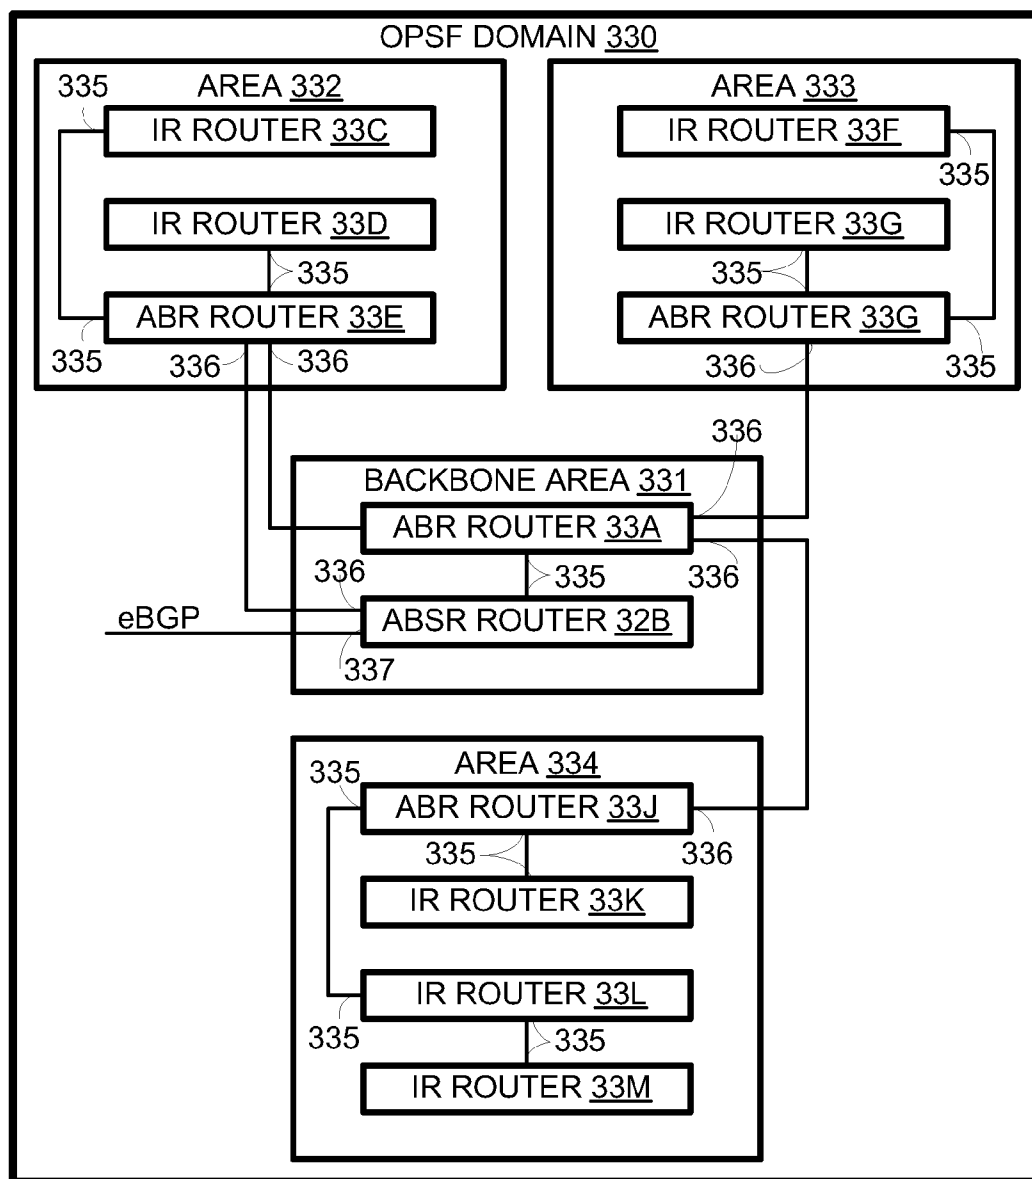 OPSF DOMAIN 330
AREA 332
335
IR ROUTER 33C
IR ROUTER 33D
335
ABR ROUTER 33E
335
336
336
AREA 333
IR ROUTER 33F
335
IR ROUTER 33G
335
ABR ROUTER 33G
336
335
336
BACKBONE AREA 331
ABR ROUTER 33A
336
335
336
ABSR ROUTER 32B
eBGP
337
AREA 334
335
ABR ROUTER 33J
335
336
IR ROUTER 33K
IR ROUTER 33L
335
335
IR ROUTER 33M